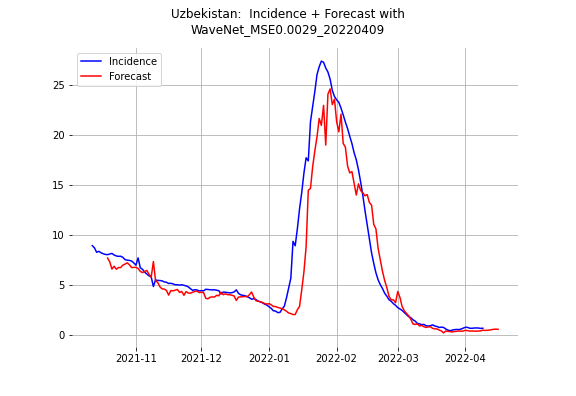 Uzbekistan:  Incidence + Forecast with
WaveNet_MSE0.0029_20220409
Incidence
Forecast
25
20
15
10
5
0
2021-11 2021-12 2022-01 2022-02 2022-03 2022-04